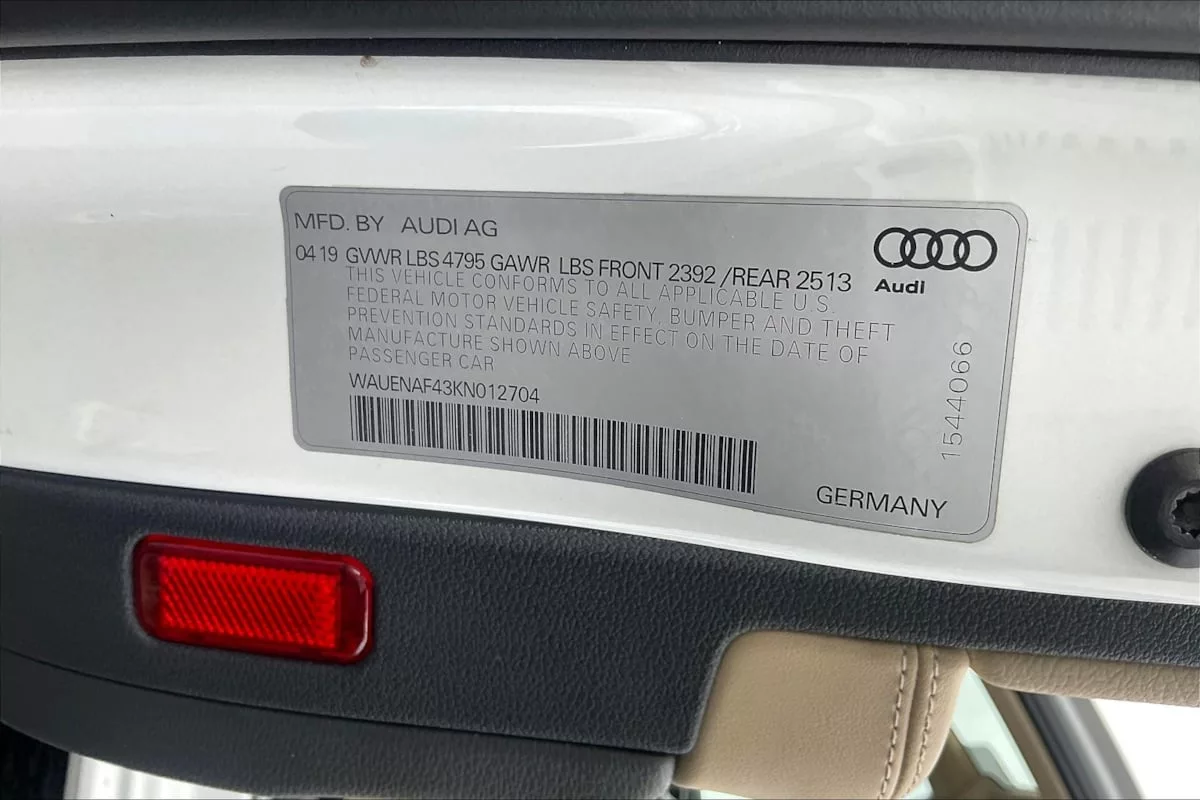 MFD. BY AUDI AG
04 19 GVWR LBS 4795 GAWR LBS FRONT 2392 /REAR 2513
THIS VEHICLE CONFORMS TO ALL APPLICABLE U.S.
FEDERAL MOTOR VEHICLE SAFETY, BUMPER AND THEFT
PREVENTION STANDARDS IN EFFECT ON THE DATE OF
MANUFACTURE SHOWN ABOVE
PASSENGER CAR
WAUENAF43KN012704
Audi
1544066
GERMANY